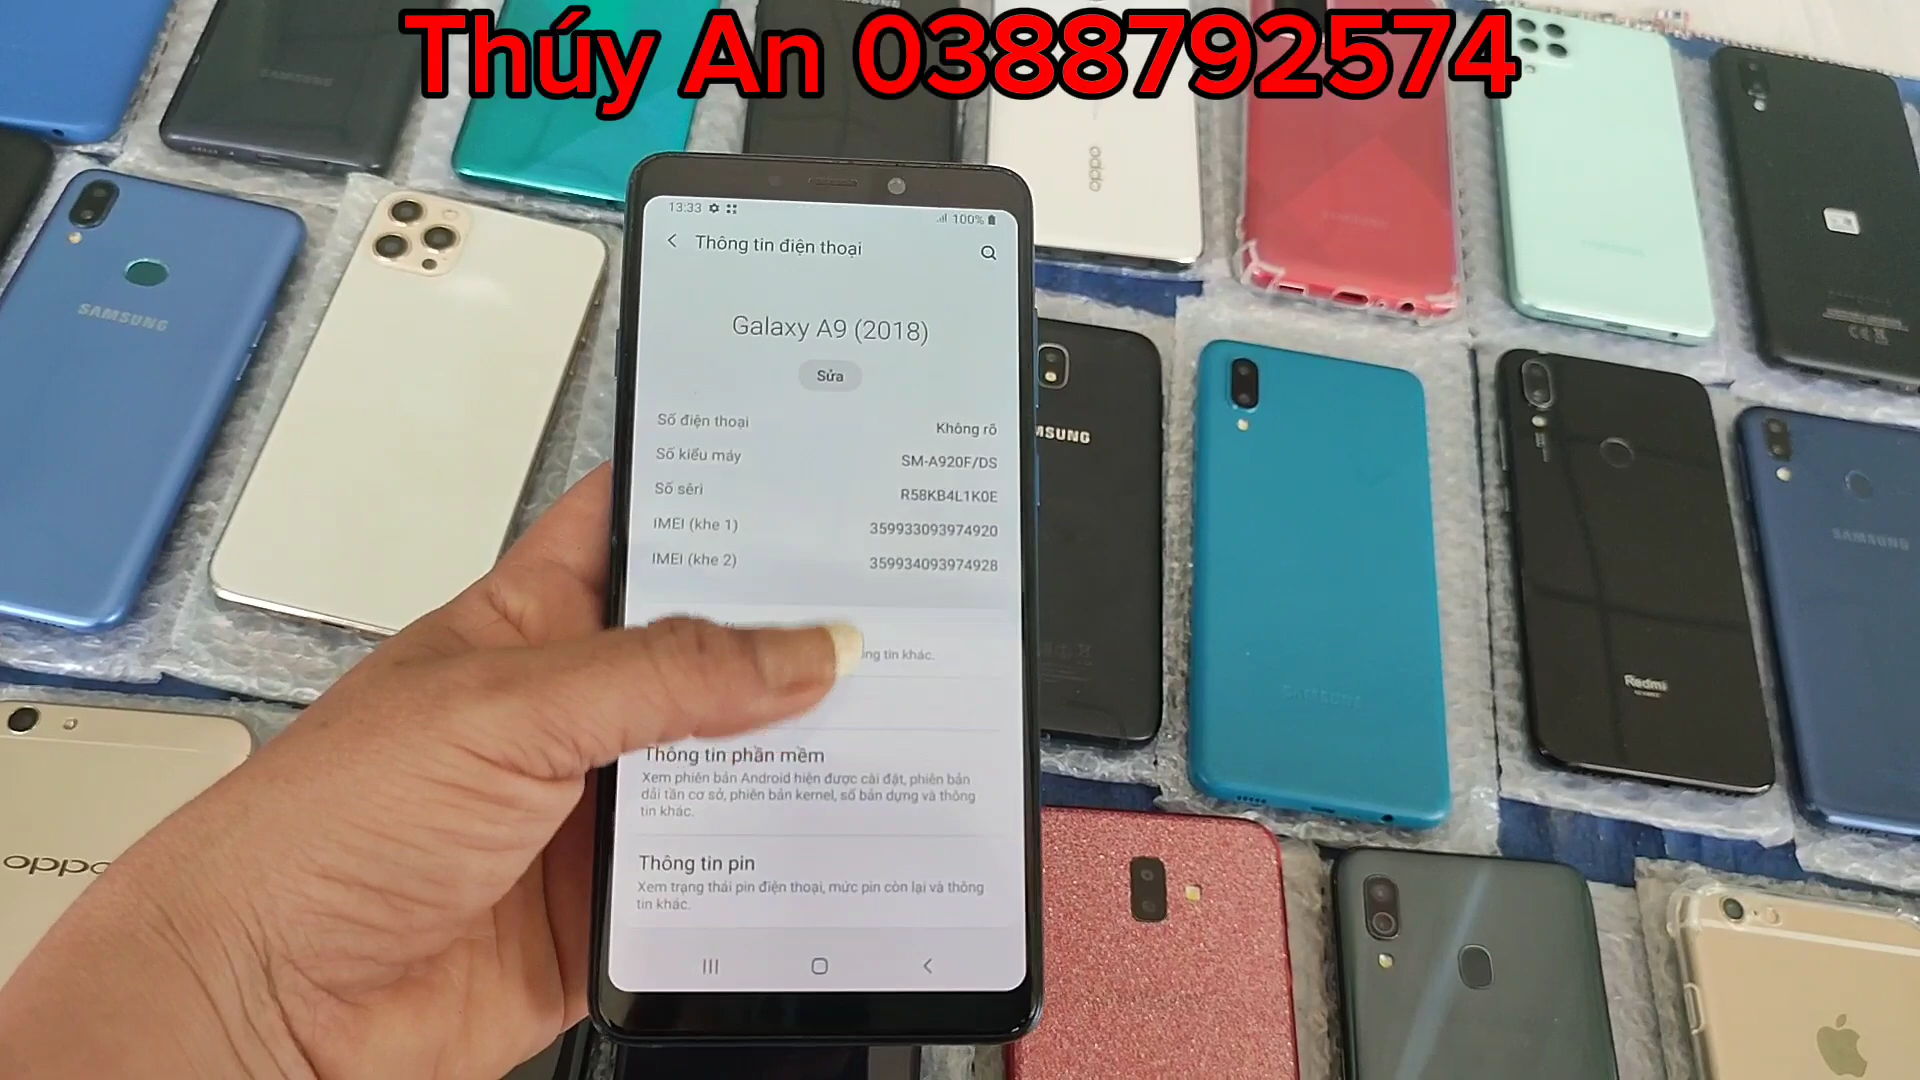 Thúy An 0388792574
SAMSUNG
oppo
SAMSUNG
13:33
100%
Thông tin điện thoại
Galaxy A9 (2018)
Sửa
Số điện thoại Không rõ
Số kiểu máy SM-A920F/DS
Số sêri R58KB4L1K0E
IMEI (khe 1) 359933093974920
IMEI (khe 2) 359934093974928
ng tin khác.
Thông tin phần mềm
Xem phiên bản Android hiện được cài đặt, phiên bản
dải tần cơ sở, phiên bản kernel, số bản dựng và thông
tin khác.
Thông tin pin
Xem trạng thái pin điện thoại, mức pin còn lại và thông
tin khác.
MSUNG
SAMSUNG
SAMSUNG
Redmi
oppo